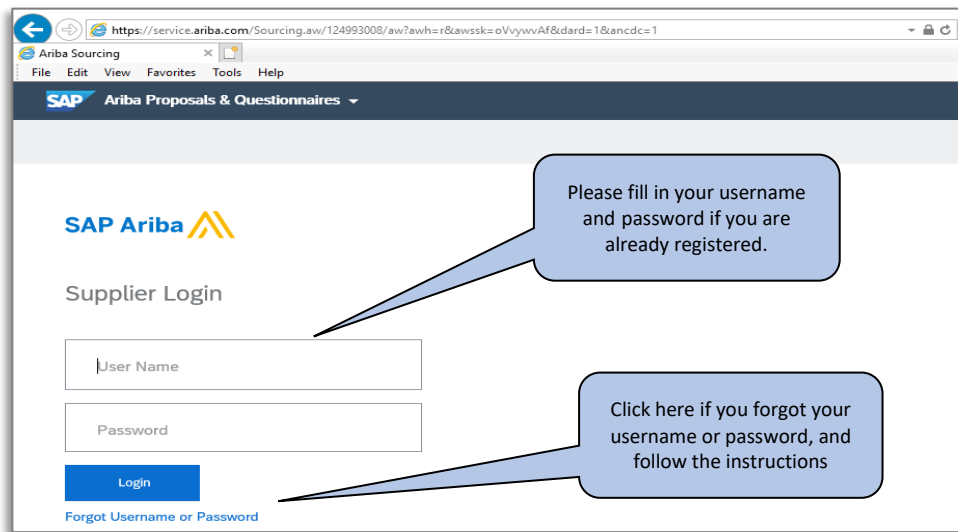 https://service.ariba.com/Sourcing.aw/124993008/aw?awh=r&awssk=oVvywvAf&dard=1&ancdc=1
Ariba Sourcing
File Edit View Favorites Tools Help
SAP Ariba Proposals & Questionnaires
Please fill in your username
and password if you are
already registered.
SAP Ariba
Supplier Login
User Name
Click here if you forgot your
username or password, and
follow the instructions
Password
Login
Forgot Username or Password